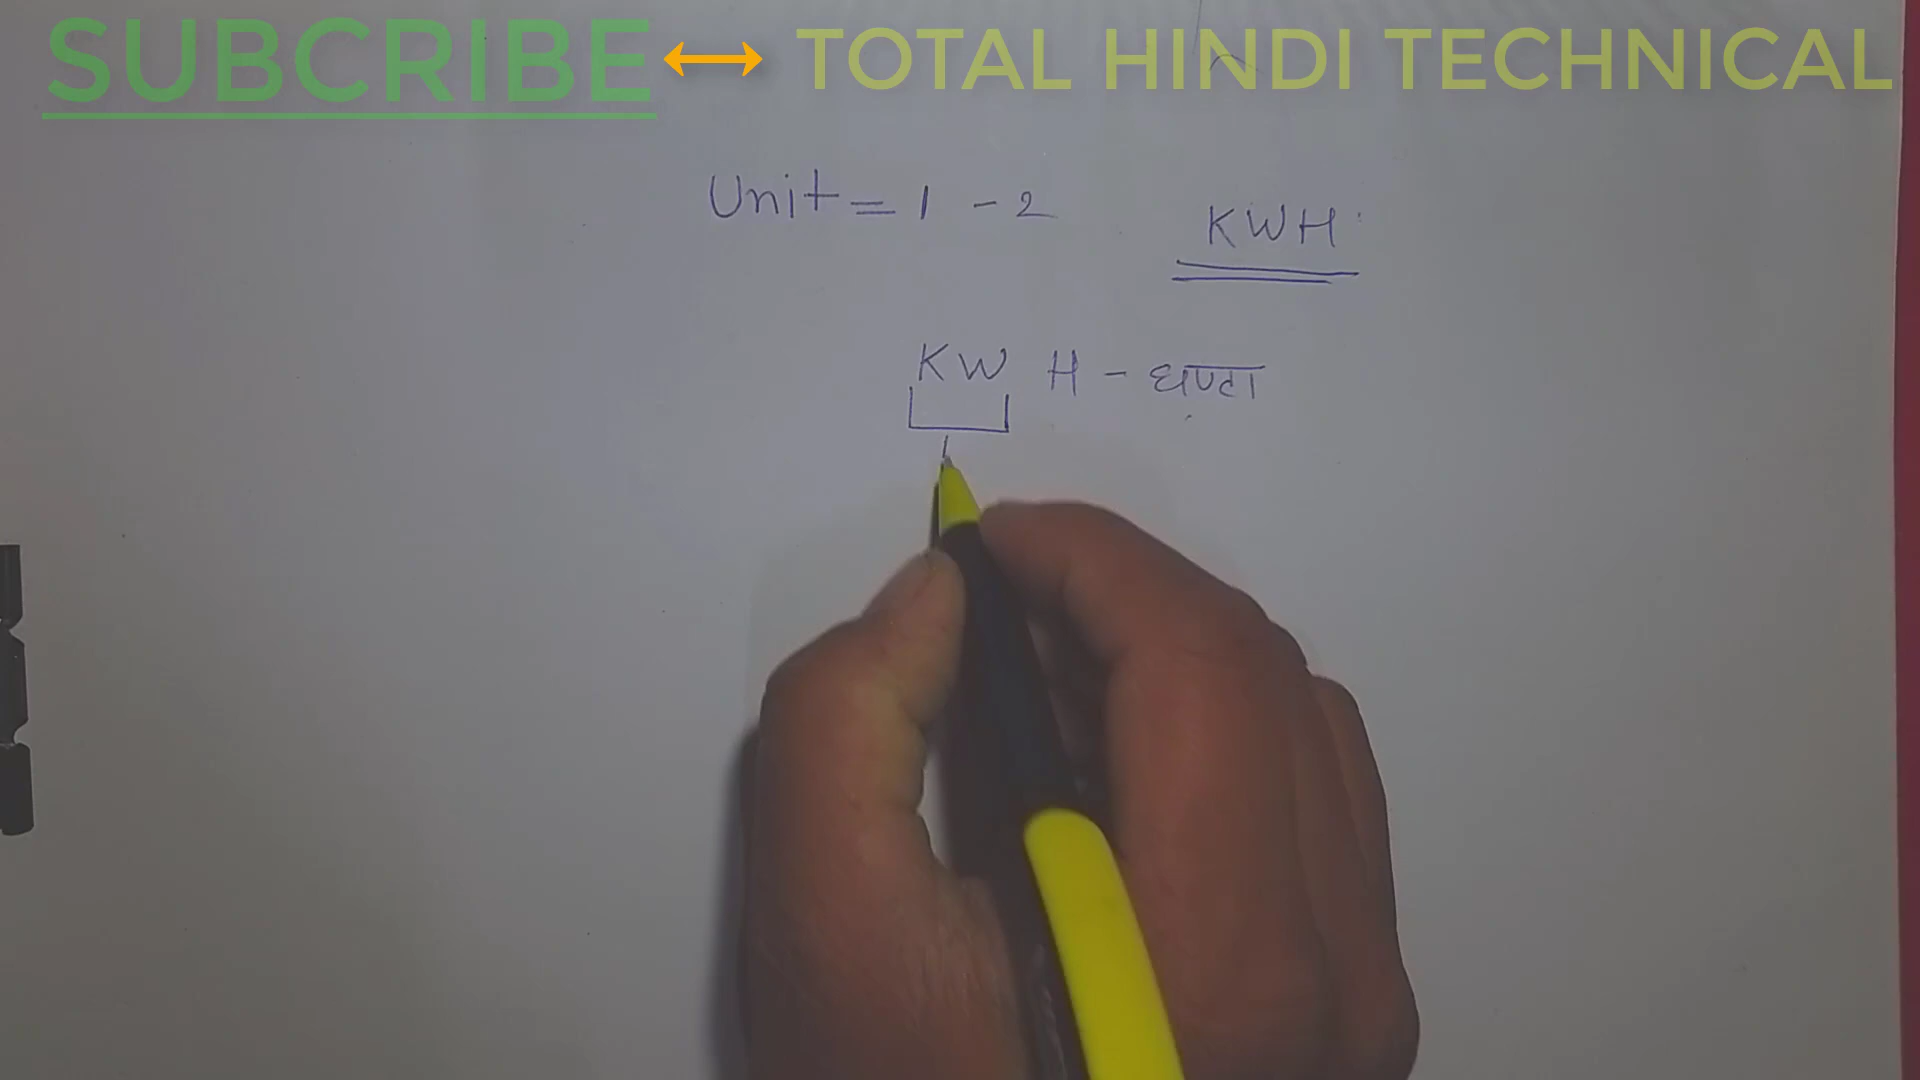 SUBCRIBE ↔ TOTAL HINDI TECHNICAL
Unit = 1 - 2
KWH
KW H - घण्टा